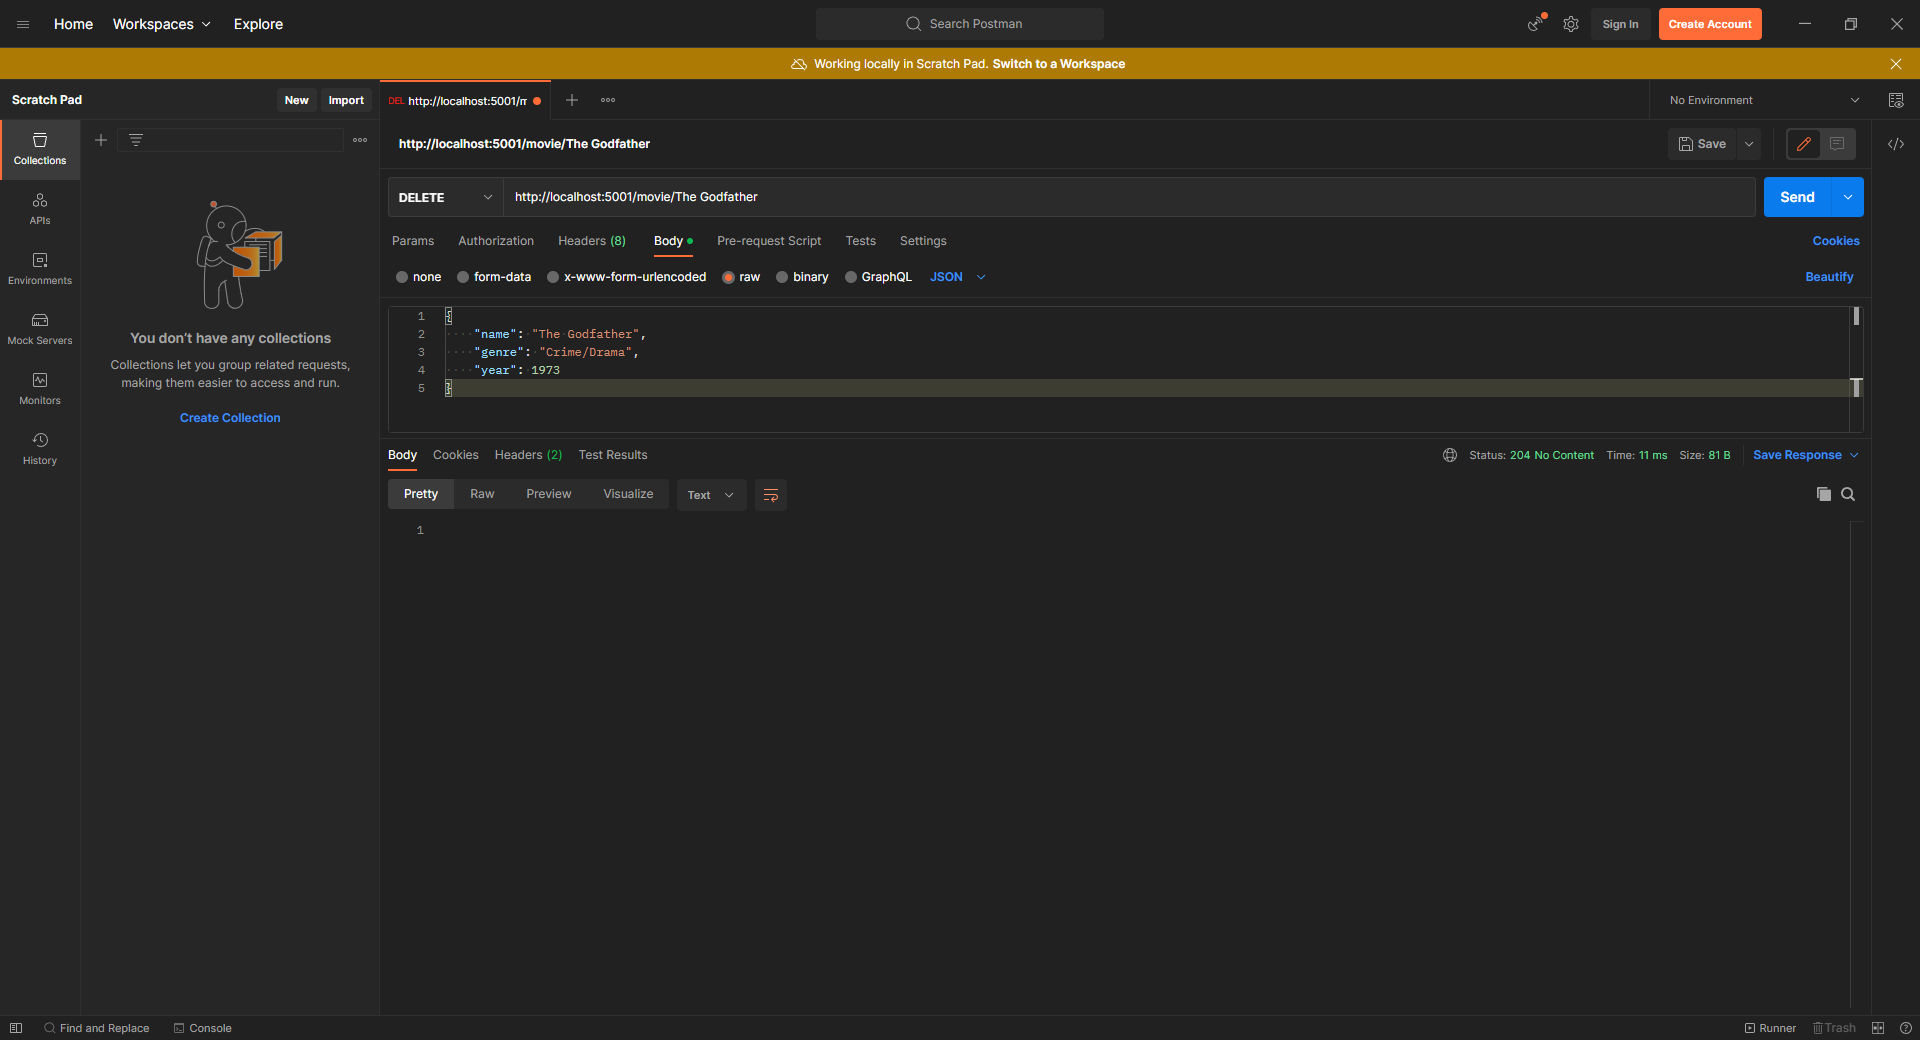 Home Workspaces Explore Search Postman Sign In Create Account
Working locally in Scratch Pad. Switch to a Workspace
Scratch Pad New Import DEL http://localhost:5001/m No Environment
http://localhost:5001/movie/The Godfather Save
Collections
DELETE http://localhost:5001/movie/The Godfather Send
APIs
Params Authorization Headers (8) Body Pre-request Script Tests Settings Cookies
none form-data x-www-form-urlencoded raw binary GraphQL JSON Beautify
Environments
1 {
2 "name": "The Godfather",
3 "genre": "Crime/Drama",
4 "year": 1973
5 }
Mock Servers
You don't have any collections
Collections let you group related requests,
making them easier to access and run.
Create Collection
Monitors
History
Body Cookies Headers (2) Test Results Status: 204 No Content Time: 11 ms Size: 81 B Save Response
Pretty Raw Preview Visualize Text
1
Find and Replace Console Runner Trash